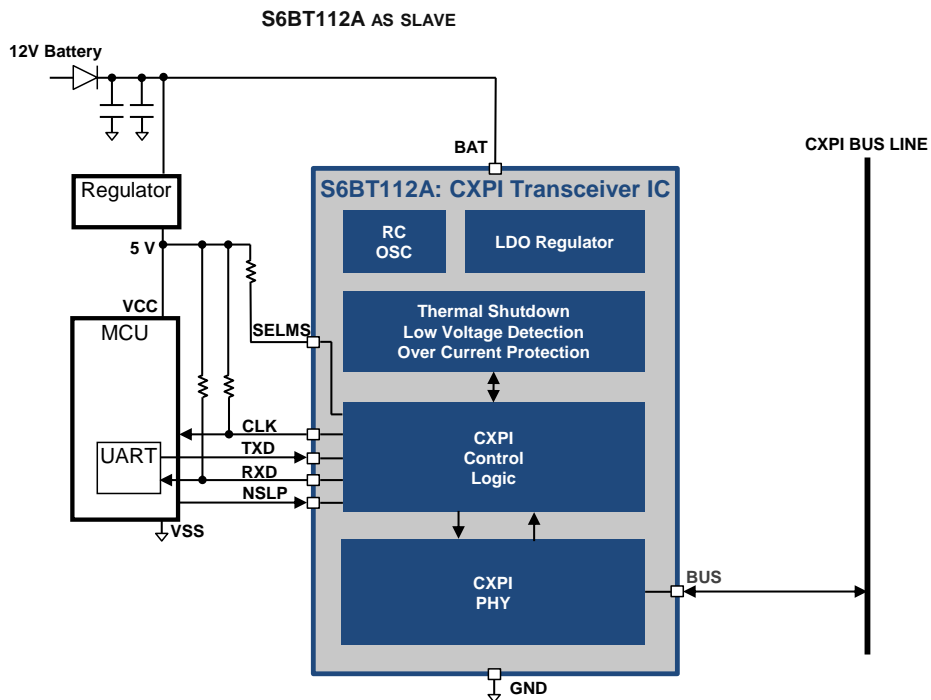 S6BT112A AS SLAVE
12V Battery
BAT
CXPI BUS LINE
Regulator
S6BT112A: CXPI Transceiver IC
RC
OSC
LDO Regulator
5 V
VCC
Thermal Shutdown
Low Voltage Detection
Over Current Protection
MCU
SELMS
CLK
TXD
RXD
NSLP
UART
CXPI
Control
Logic
VSS
CXPI
PHY
BUS
GND